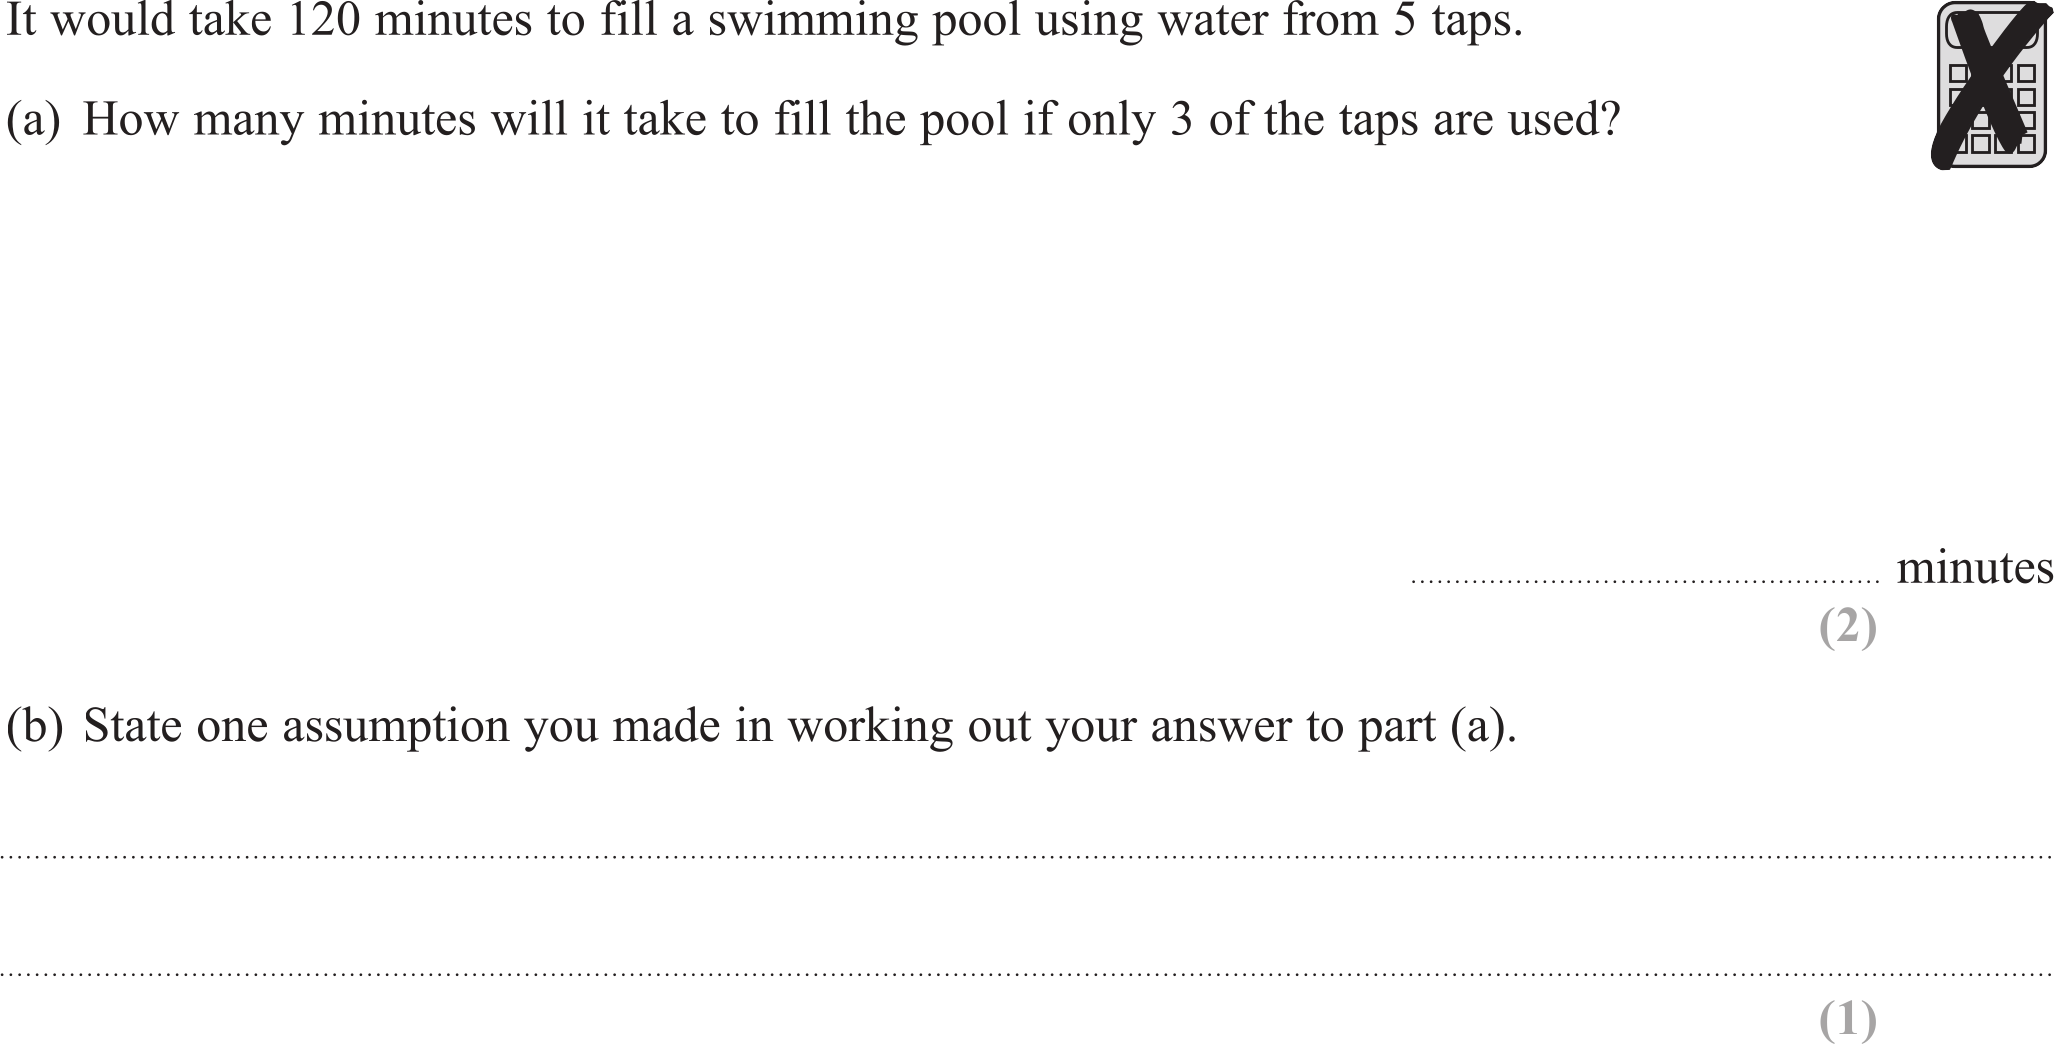 It would take 120 minutes to fill a swimming pool using water from 5 taps.
(a) How many minutes will it take to fill the pool if only 3 of the taps are used?
minutes
(2)
(b) State one assumption you made in working out your answer to part (a).
(1)